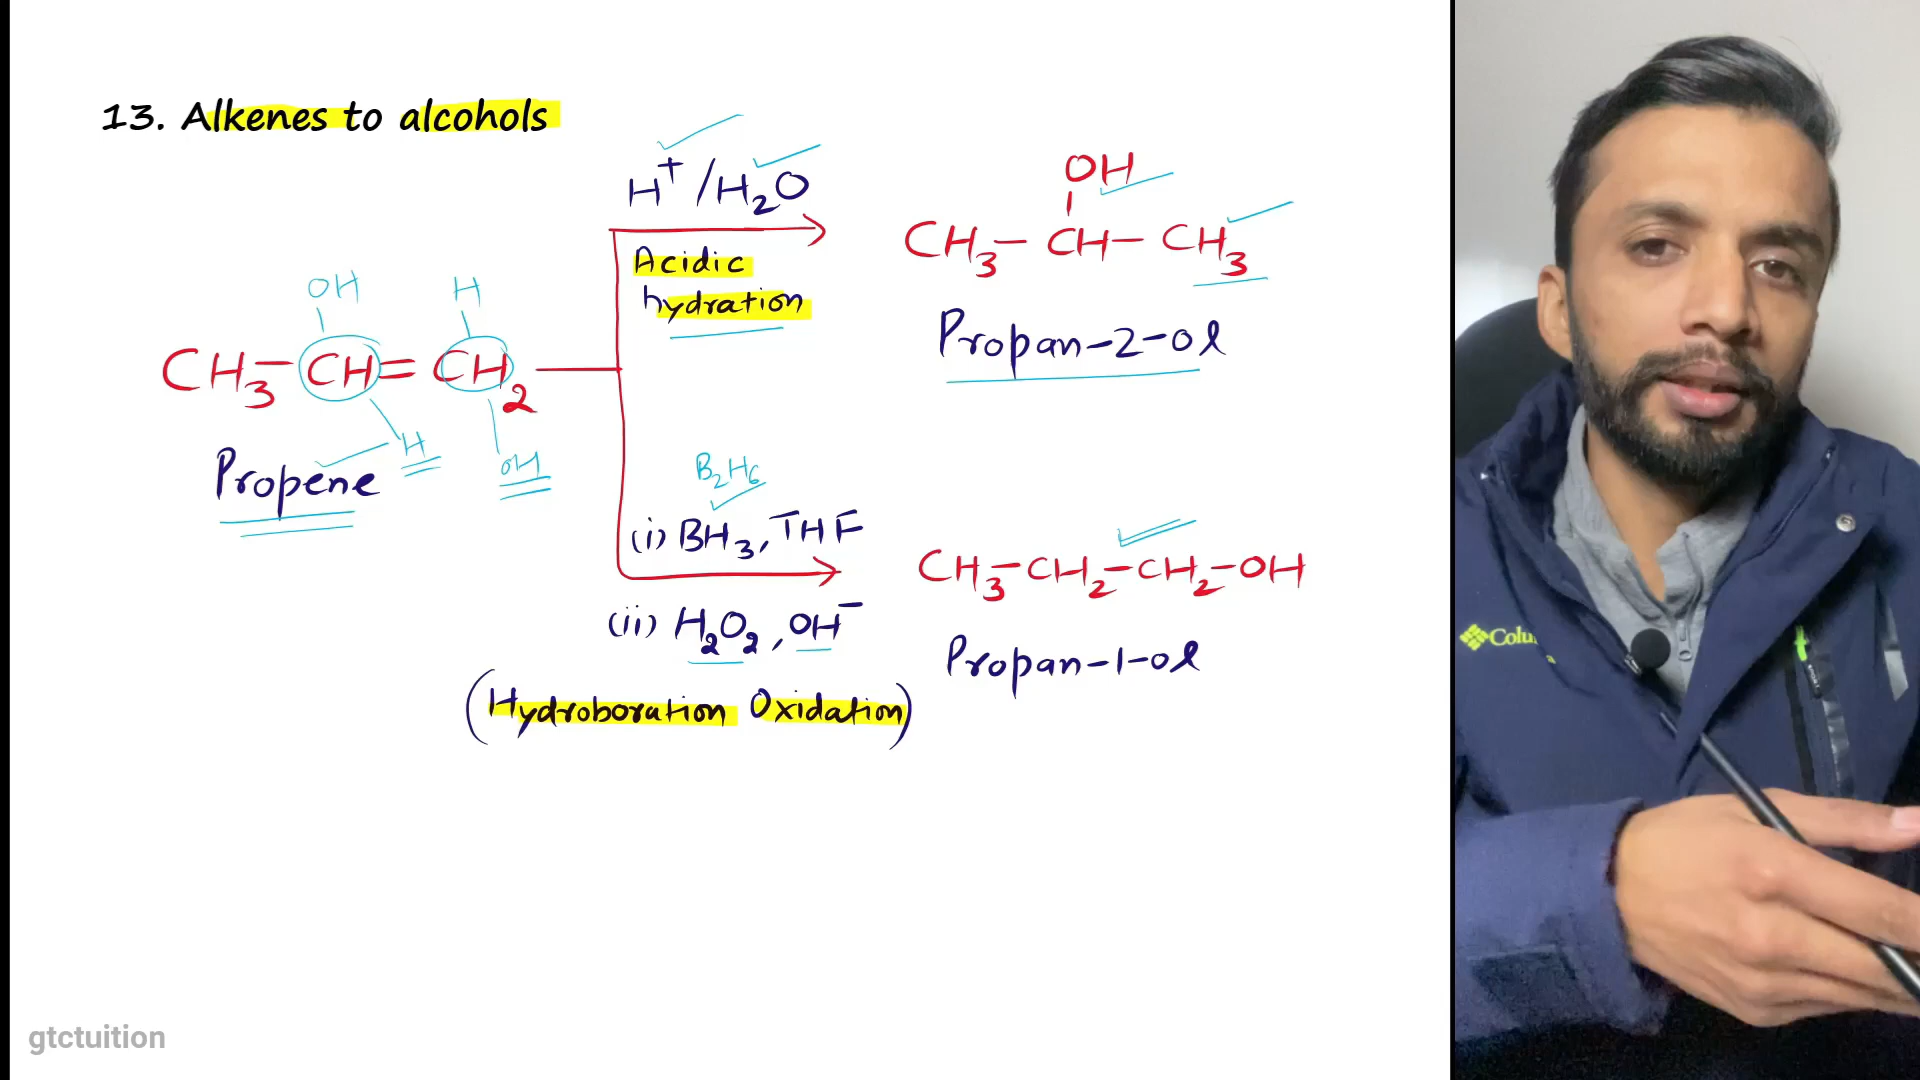 13. Alkenes to alcohols
H⁺/H₂O
Acidic
hydration
OH
CH₃–CH–CH₃
Propan-2-ol
OH H
CH₃–CH=CH₂
H OH
Propene
B₂H₆
(i) BH₃, THF
(ii) H₂O₂, OH⁻
(Hydroboration Oxidation)
CH₃–CH₂–CH₂–OH
Propan-1-ol
gtctuition